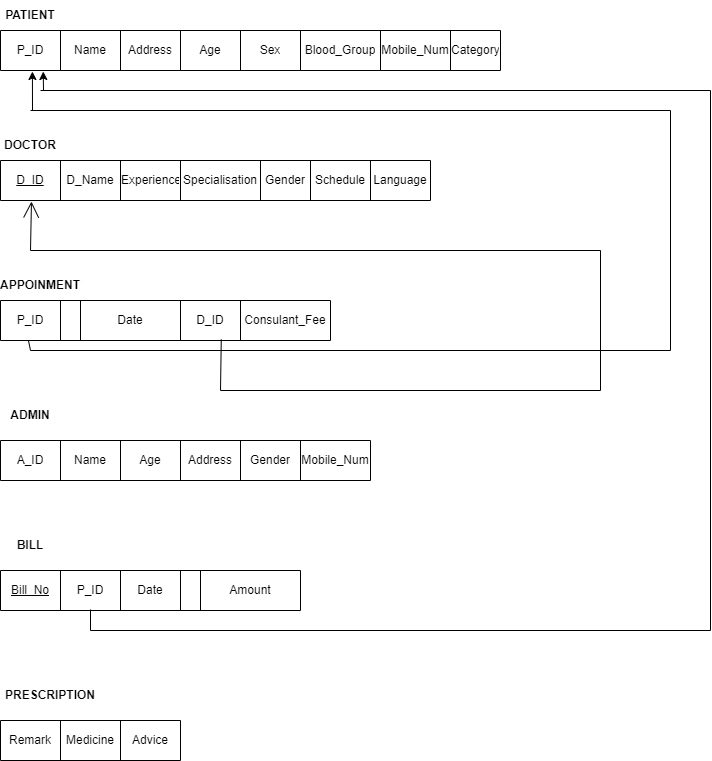 PATIENT
P_ID Name Address Age Sex Blood_Group Mobile_Num Category
DOCTOR
D_ID D_Name Experience Specialisation Gender Schedule Language
APPOINMENT
P_ID Date D_ID Consulant_Fee
ADMIN
A_ID Name Age Address Gender Mobile_Num
BILL
Bill_No P_ID Date Amount
PRESCRIPTION
Remark Medicine Advice